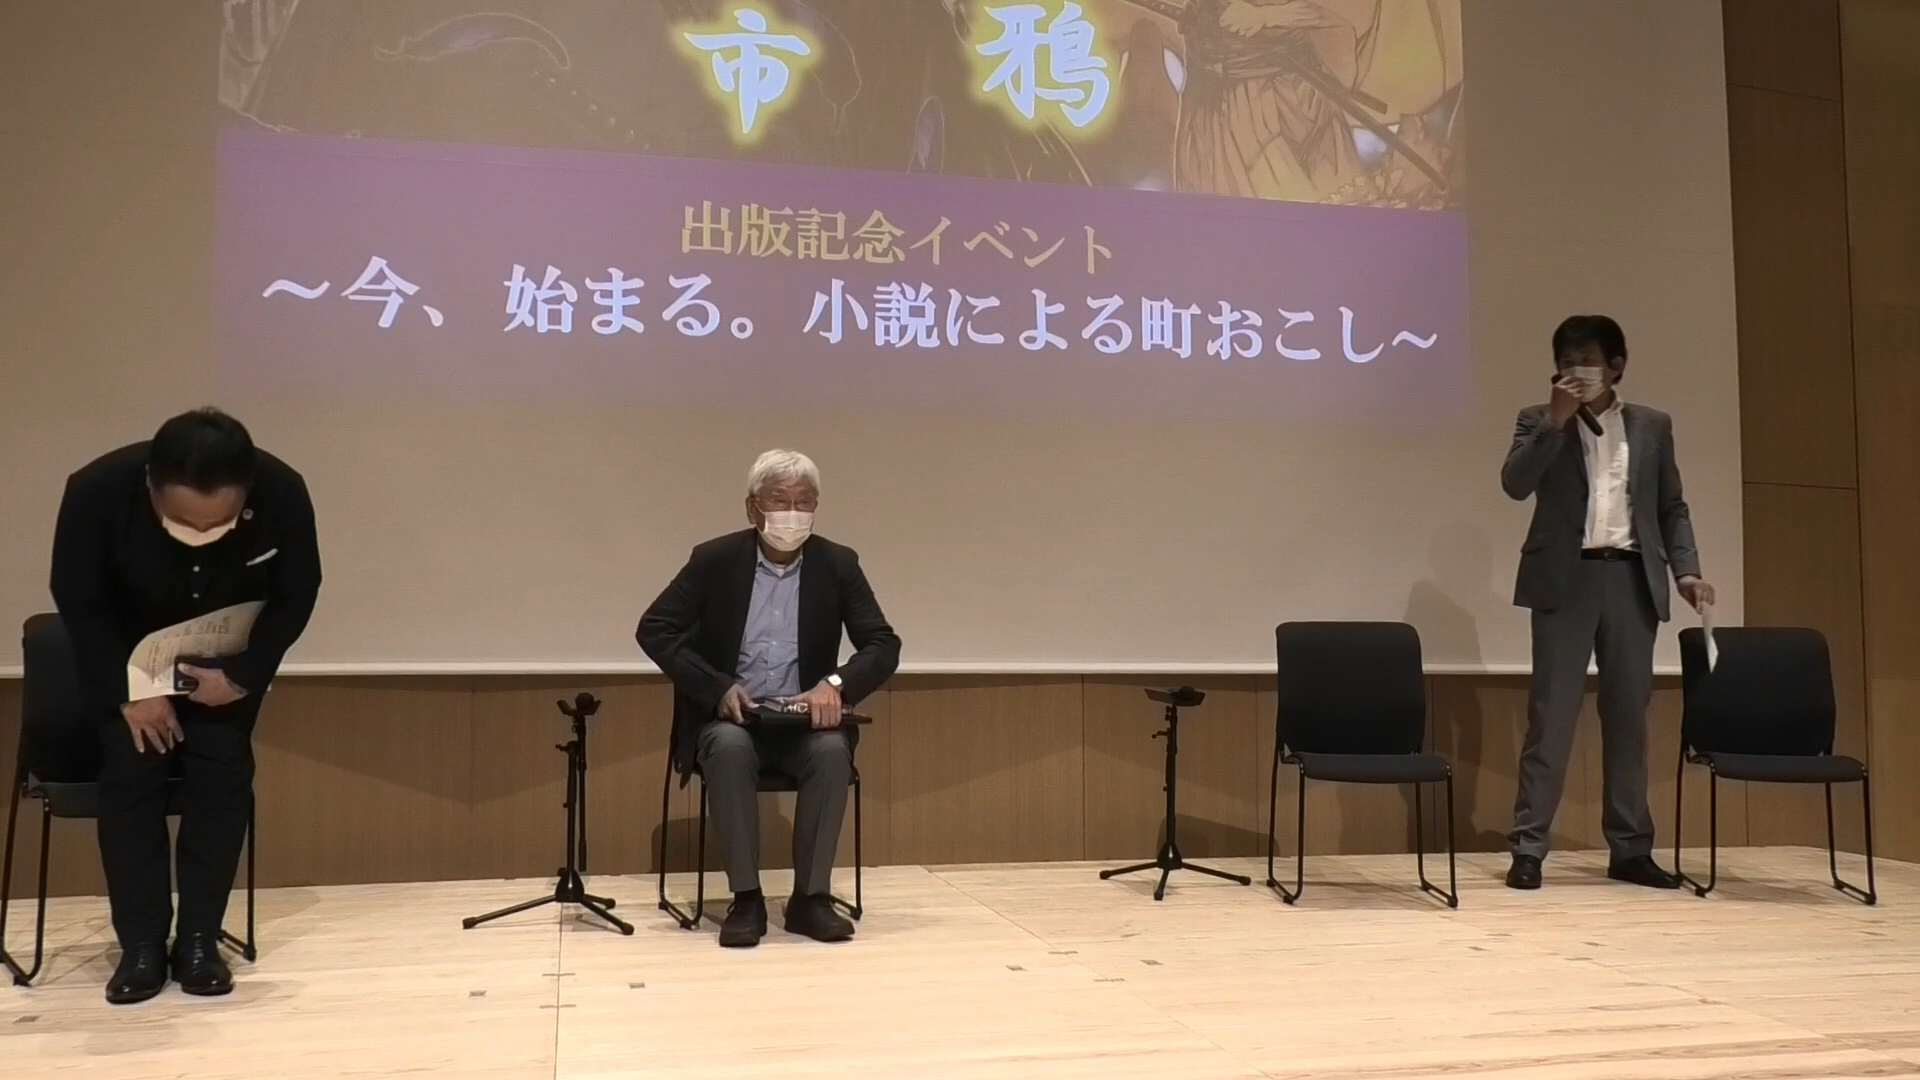 市鴉
出版記念イベント
～今、始まる。小説による町おこし～